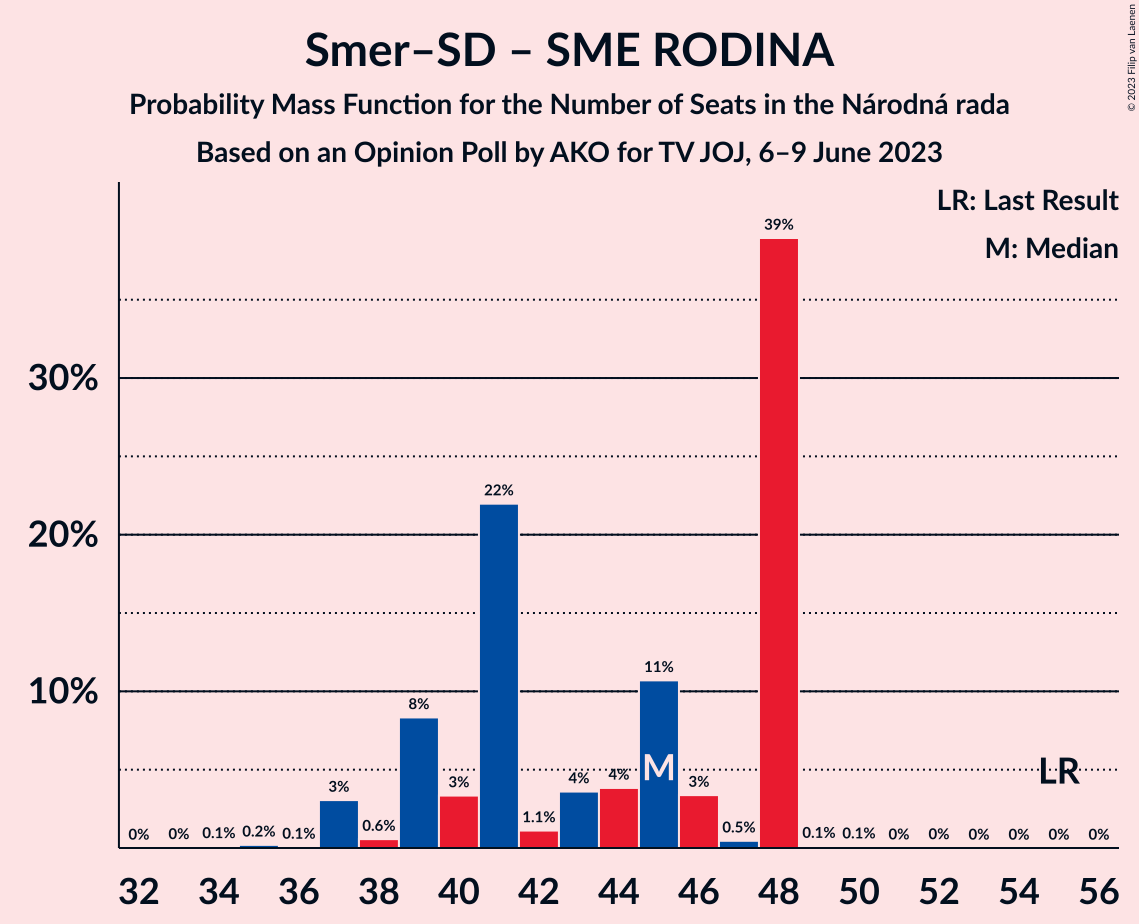 Smer–SD – SME RODINA
Probability Mass Function for the Number of Seats in the Národná rada
Based on an Opinion Poll by AKO for TV JOJ, 6–9 June 2023
© 2023 Filip van Laenen
LR: Last Result
M: Median
39%
30%
22%
20%
11%
10%
8%
M
LR
0% 0% 0.1% 0.2% 0.1% 3% 0.6% 3% 1.1% 4% 4% 3% 0.5% 0.1% 0.1% 0% 0% 0% 0% 0% 0%
32 34 36 38 40 42 44 46 48 50 52 54 56